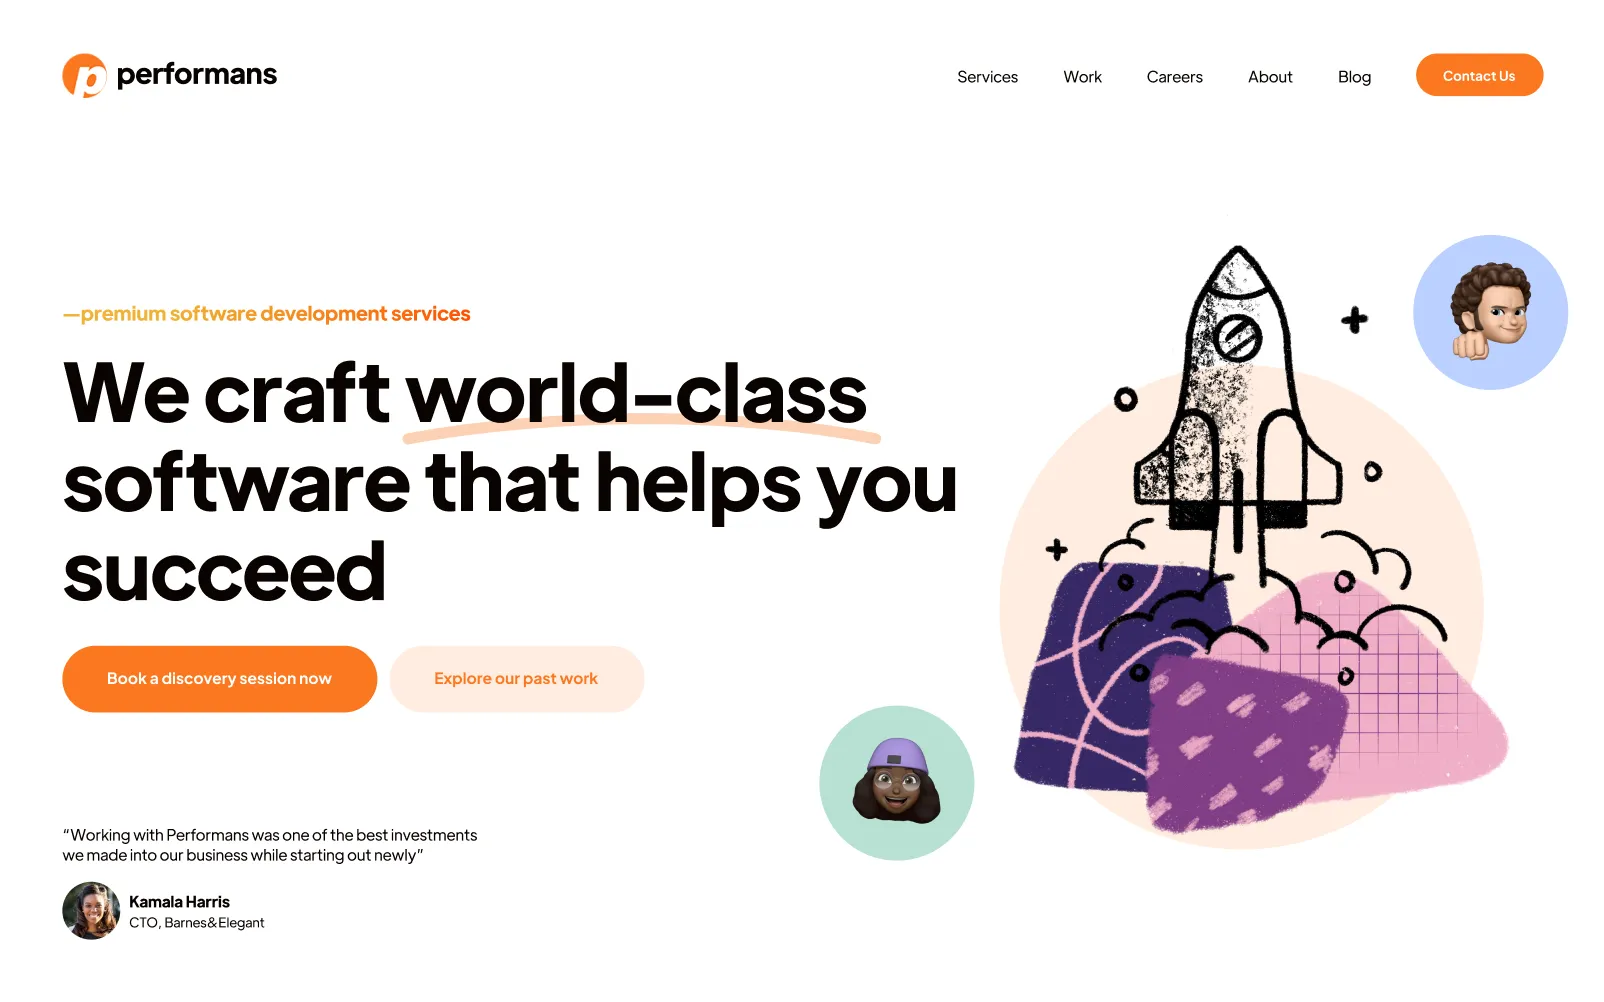 performans
Services
Work
Careers
About
Blog
Contact Us
—premium software development services
We craft world–class
software that helps you
succeed
Book a discovery session now
Explore our past work
“Working with Performans was one of the best investments
we made into our business while starting out newly”
Kamala Harris
CTO, Barnes&Elegant